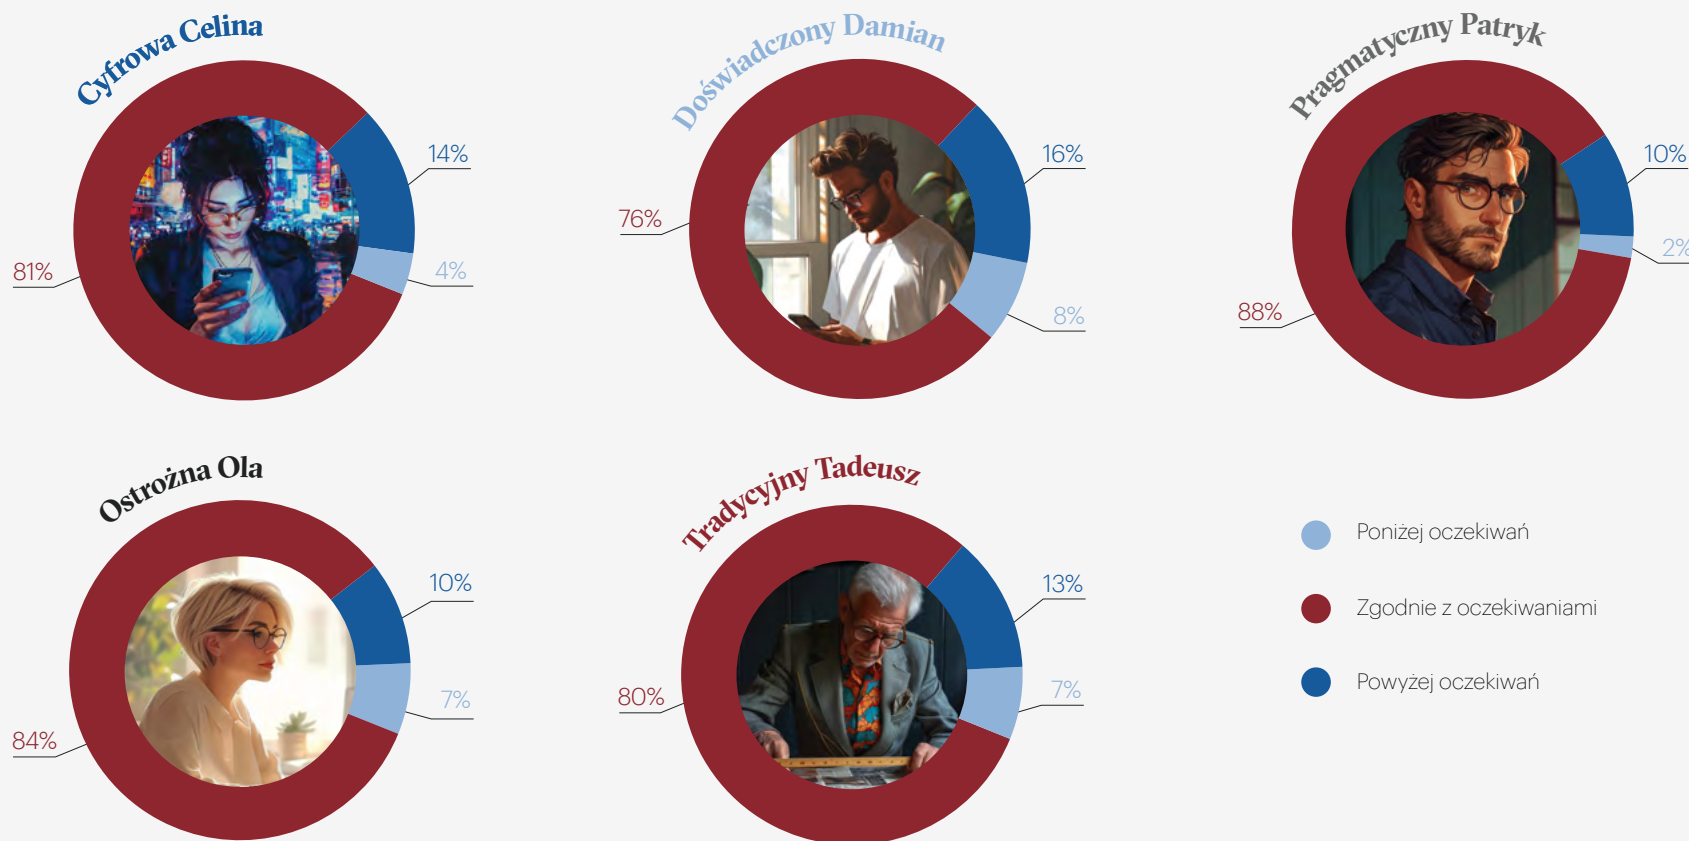 Cyfrowa Celina
14%
4%
81%
Doświadczony Damian
16%
76%
8%
Pragmatyczny Patryk
10%
2%
88%
Ostrożna Ola
10%
7%
84%
Tradycyjny Tadeusz
13%
7%
80%
Poniżej oczekiwań
Zgodnie z oczekiwaniami
Powyżej oczekiwań